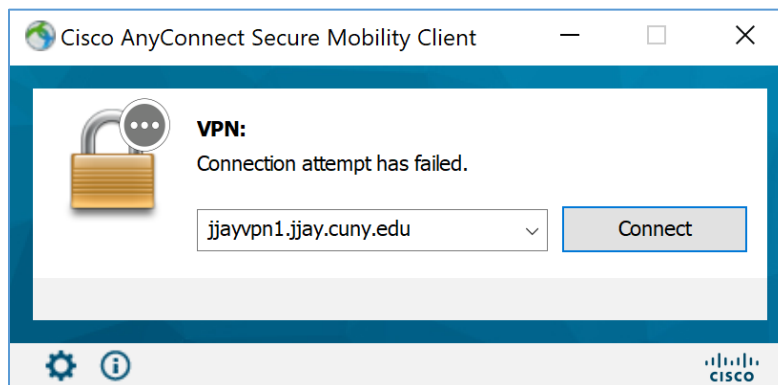 Cisco AnyConnect Secure Mobility Client
VPN:
Connection attempt has failed.
jjayvpn1.jjay.cuny.edu
Connect
CISCO